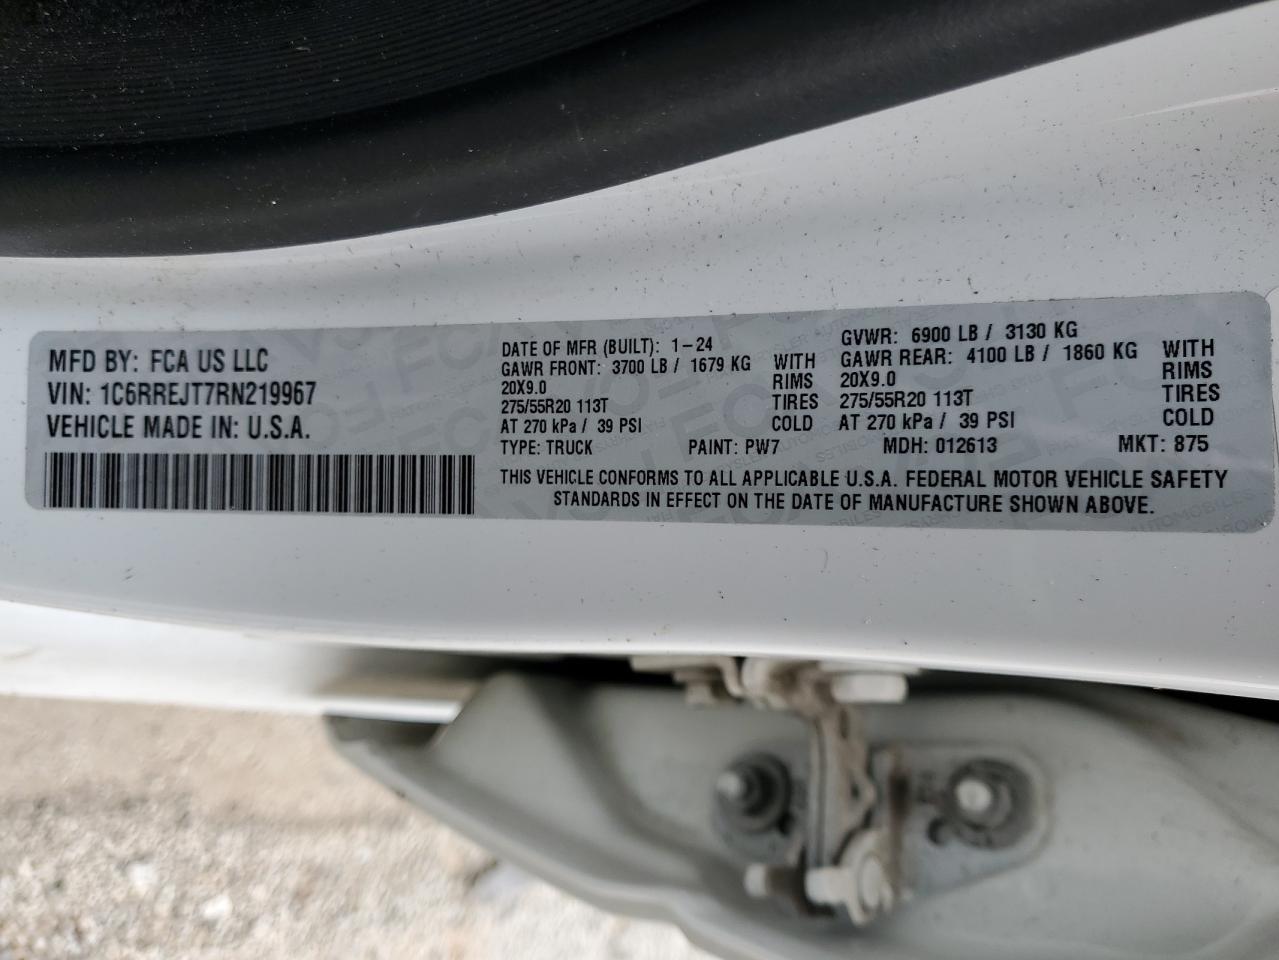 MFD BY: FCA US LLC
VIN: 1C6RREJT7RN219967
VEHICLE MADE IN: U.S.A.
DATE OF MFR (BUILT): 1-24
GAWR FRONT: 3700 LB / 1679 KG WITH
20X9.0 RIMS
275/55R20 113T TIRES
AT 270 kPa / 39 PSI COLD
GVWR: 6900 LB / 3130 KG
GAWR REAR: 4100 LB / 1860 KG WITH
20X9.0 RIMS
275/55R20 113T TIRES
AT 270 kPa / 39 PSI COLD
TYPE: TRUCK PAINT: PW7 MDH: 012613 MKT: 875
THIS VEHICLE CONFORMS TO ALL APPLICABLE U.S.A. FEDERAL MOTOR VEHICLE SAFETY
STANDARDS IN EFFECT ON THE DATE OF MANUFACTURE SHOWN ABOVE.